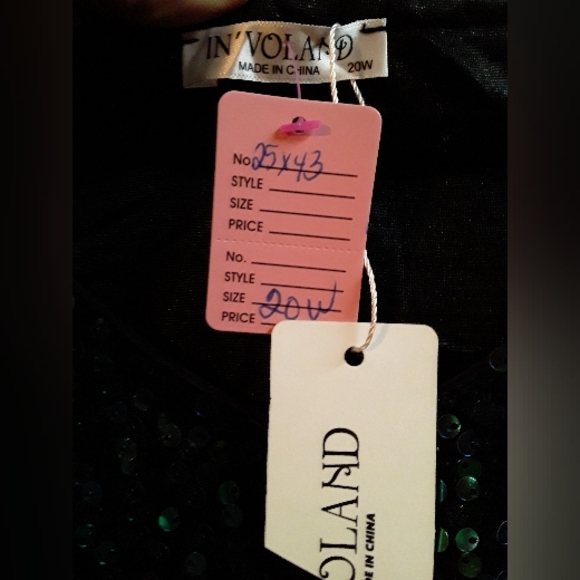 IN'VOLAND
MADE IN CHINA 20W
No. 25x43
STYLE
SIZE
PRICE
No.
STYLE
SIZE 20W
PRICE
OLAND
E IN CHINA